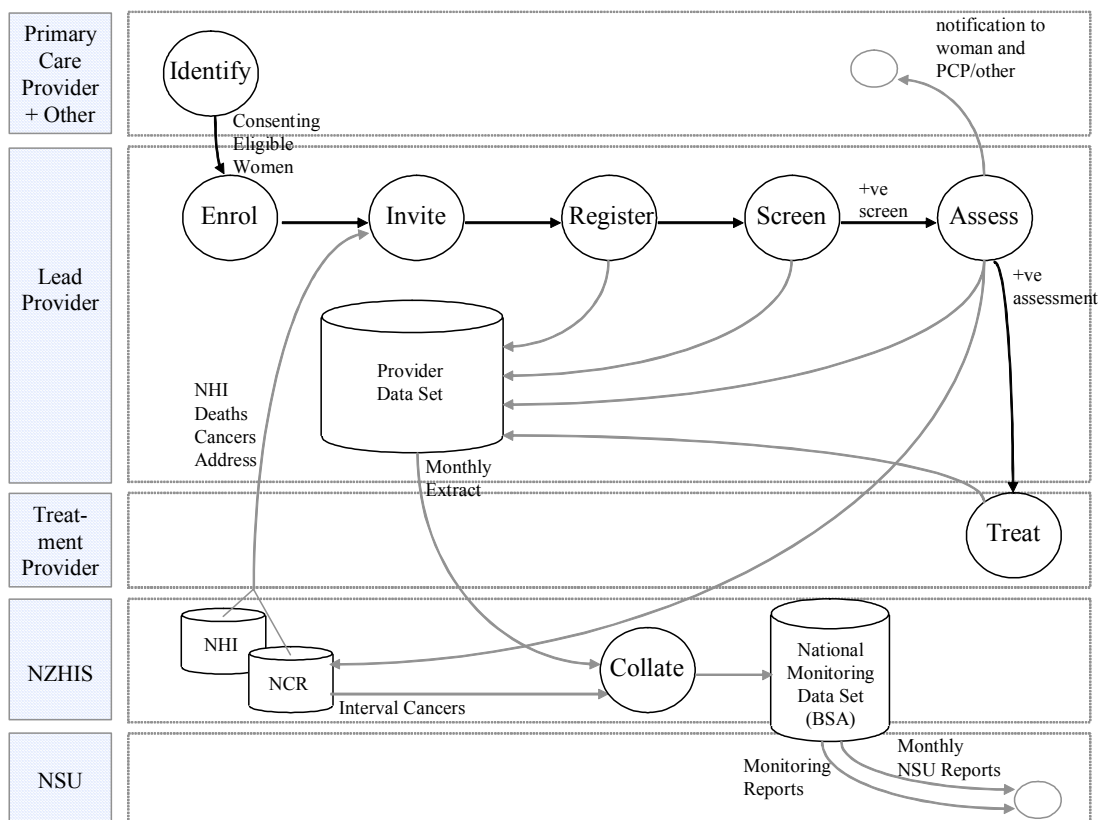 Primary
Care
Provider
+ Other
Identify
Consenting
Eligible
Women
notification to
woman and
PCP/other
Lead
Provider
Enrol
Invite
Register
Screen
+ve
screen
Assess
+ve
assessment
Provider
Data Set
NHI
Deaths
Cancers
Address
Monthly
Extract
Treat-
ment
Provider
Treat
NZHIS
NHI
NCR
Interval Cancers
Collate
National
Monitoring
Data Set
(BSA)
NSU
Monitoring
Reports
Monthly
NSU Reports